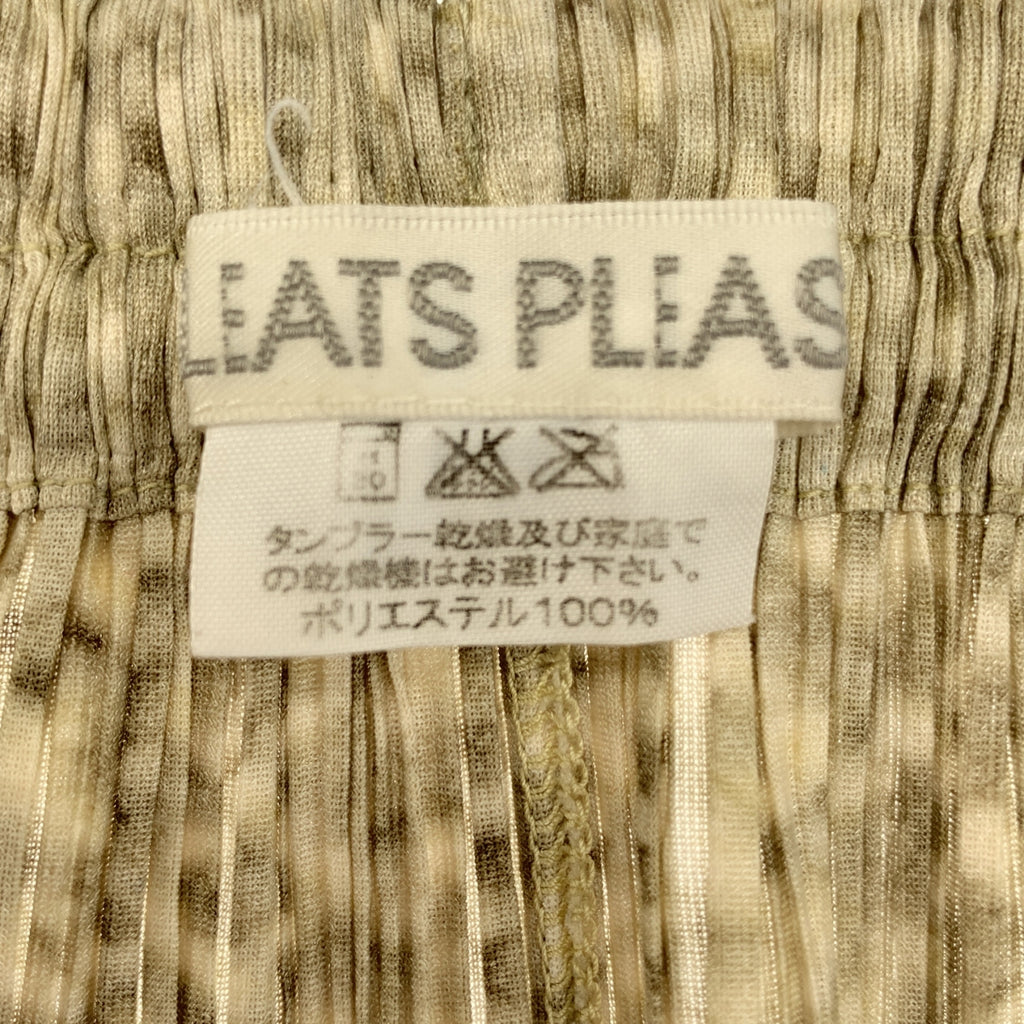 LEATS PLEAS
タンブラー乾燥及び家庭で
の乾燥機はお避け下さい。
ポリエステル100%